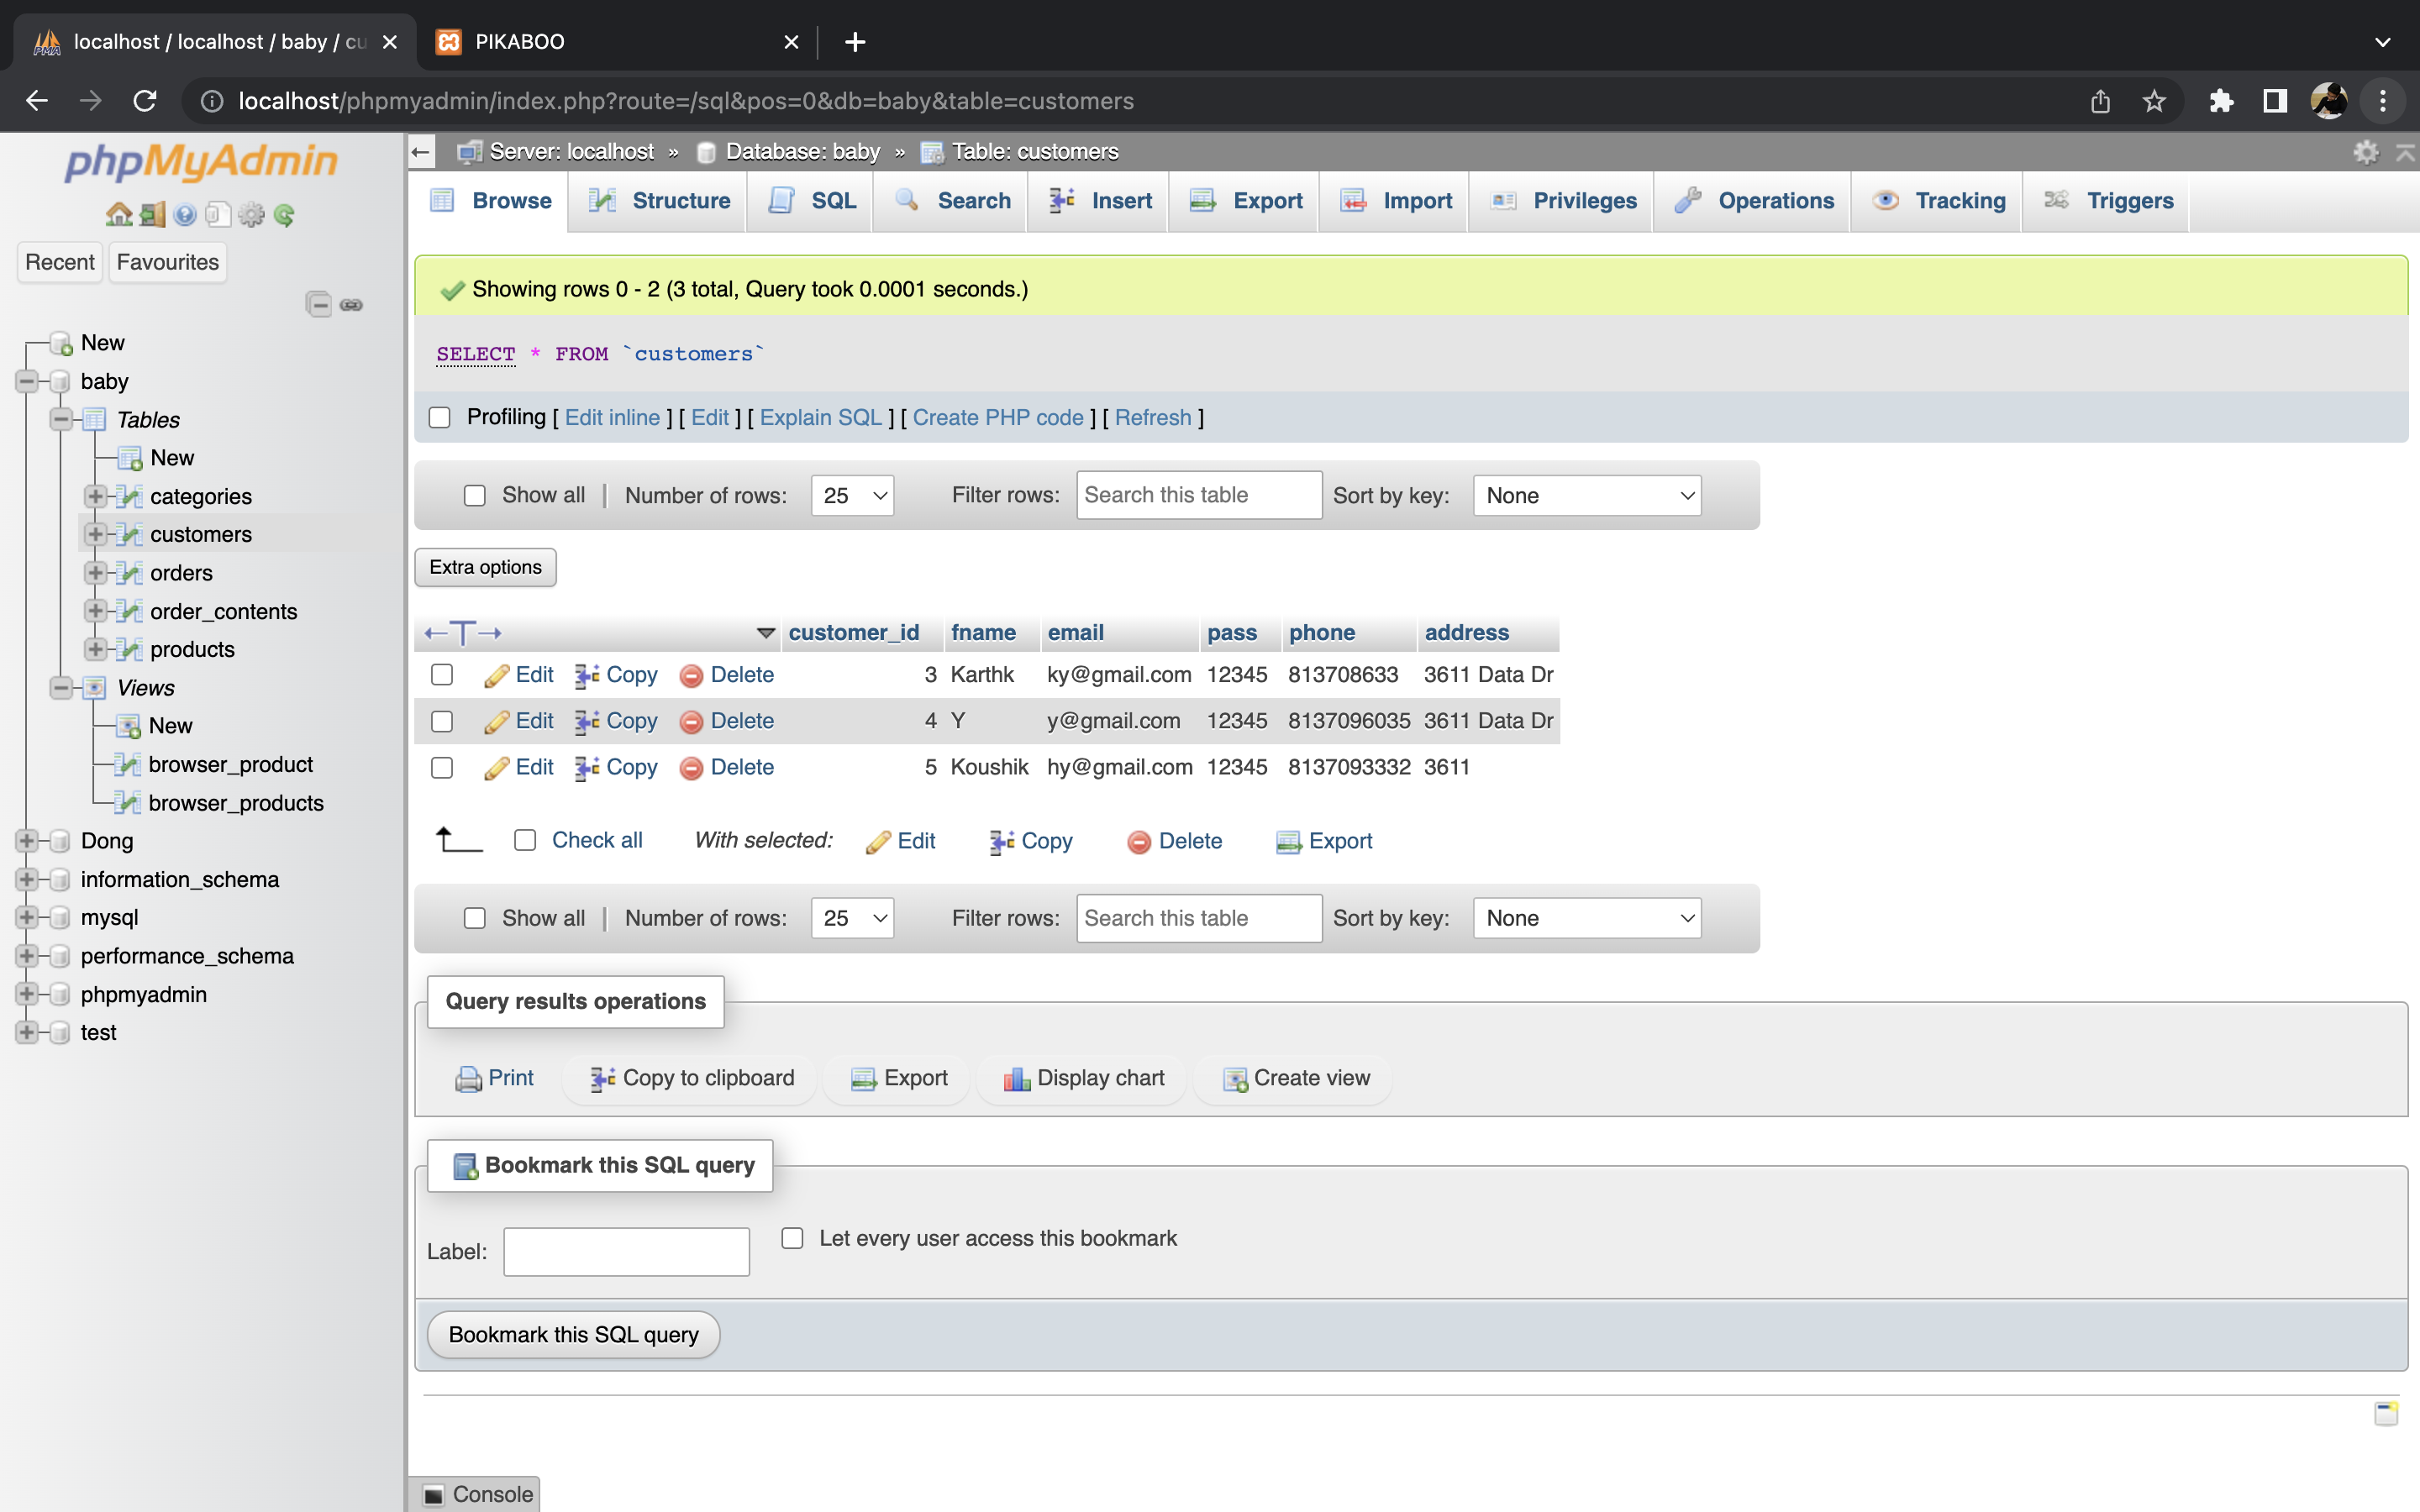 localhost / localhost / baby / cu
PIKABOO
localhost/phpmyadmin/index.php?route=/sql&pos=0&db=baby&table=customers
phpMyAdmin
Recent Favourites
New
baby
Tables
New
categories
customers
orders
order_contents
products
Views
New
browser_product
browser_products
Dong
information_schema
mysql
performance_schema
phpmyadmin
test
Server: localhost » Database: baby » Table: customers
Browse Structure SQL Search Insert Export Import Privileges Operations Tracking Triggers
Showing rows 0 - 2 (3 total, Query took 0.0001 seconds.)
SELECT * FROM `customers`
Profiling [ Edit inline ] [ Edit ] [ Explain SQL ] [ Create PHP code ] [ Refresh ]
Show all | Number of rows: 25 Filter rows: Search this table Sort by key: None
Extra options
←T→ customer_id fname email pass phone address
Edit Copy Delete 3 Karthk ky@gmail.com 12345 813708633 3611 Data Dr
Edit Copy Delete 4 Y y@gmail.com 12345 8137096035 3611 Data Dr
Edit Copy Delete 5 Koushik hy@gmail.com 12345 8137093332 3611
Check all With selected: Edit Copy Delete Export
Show all | Number of rows: 25 Filter rows: Search this table Sort by key: None
Query results operations
Print Copy to clipboard Export Display chart Create view
Bookmark this SQL query
Label: Let every user access this bookmark
Bookmark this SQL query
Console